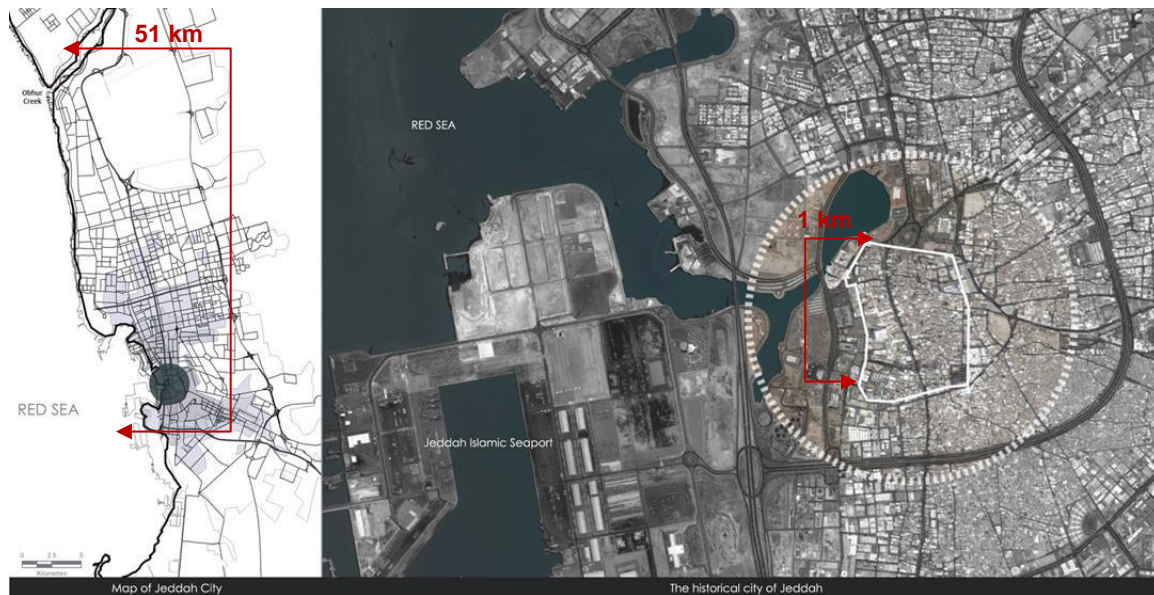 51 km
Obhur
Creek
RED SEA
0 2.5 5
Kilometes
Map of Jeddah City
RED SEA
1 km
Jeddah Islamic Seaport
The historical city of Jeddah